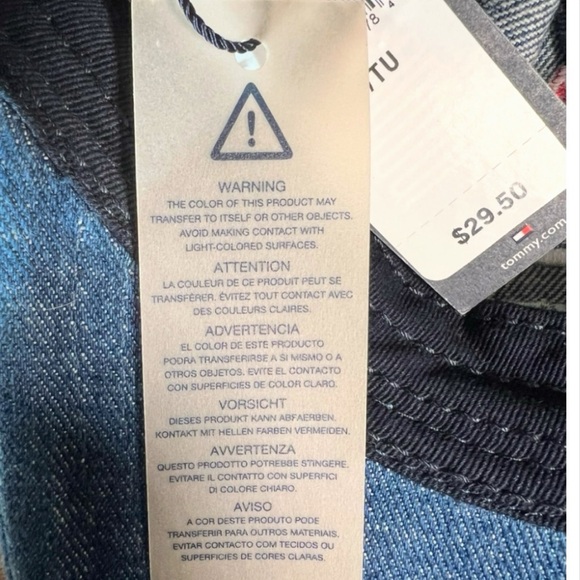 WARNING
THE COLOR OF THIS PRODUCT MAY
TRANSFER TO ITSELF OR OTHER OBJECTS.
AVOID MAKING CONTACT WITH
LIGHT-COLORED SURFACES.
ATTENTION
LA COULEUR DE CE PRODUIT PEUT SE
TRANSFÉRER. ÉVITEZ TOUT CONTACT AVEC
DES COULEURS CLAIRES.
ADVERTENCIA
EL COLOR DE ESTE PRODUCTO
PODRA TRANSFERIRSE A SI MISMO O A
OTROS OBJETOS. EVITE EL CONTACTO
CON SUPERFICIES DE COLOR CLARO.
VORSICHT
DIESES PRODUKT KANN ABFAERBEN.
KONTAKT MIT HELLEN FARBEN VERMEIDEN.
AVVERTENZA
QUESTO PRODOTTO POTREBBE STINGERE.
EVITARE IL CONTATTO CON SUPERFICI
DI COLORE CHIARO.
AVISO
A COR DESTE PRODUTO PODE
TRANSFERIR PARA OUTROS MATERIAIS.
EVITAR CONTACTO COM TECIDOS OU
SUPERFICIES DE CORES CLARAS.
$29.50
tommy.com